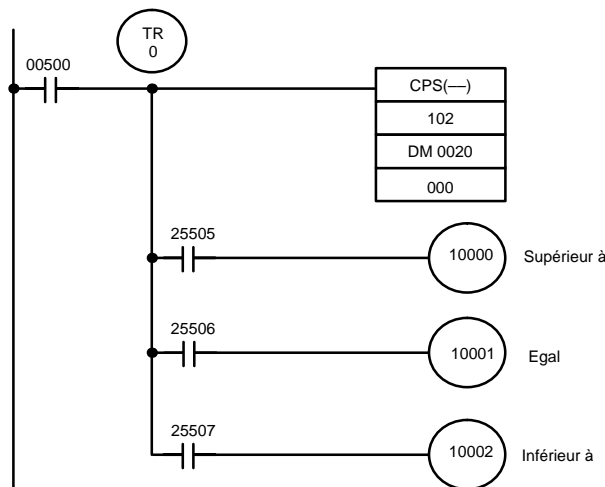 TR
0
00500
CPS(––)
102
DM 0020
000
25505
10000 Supérieur à
25506
10001 Egal
25507
10002 Inférieur à